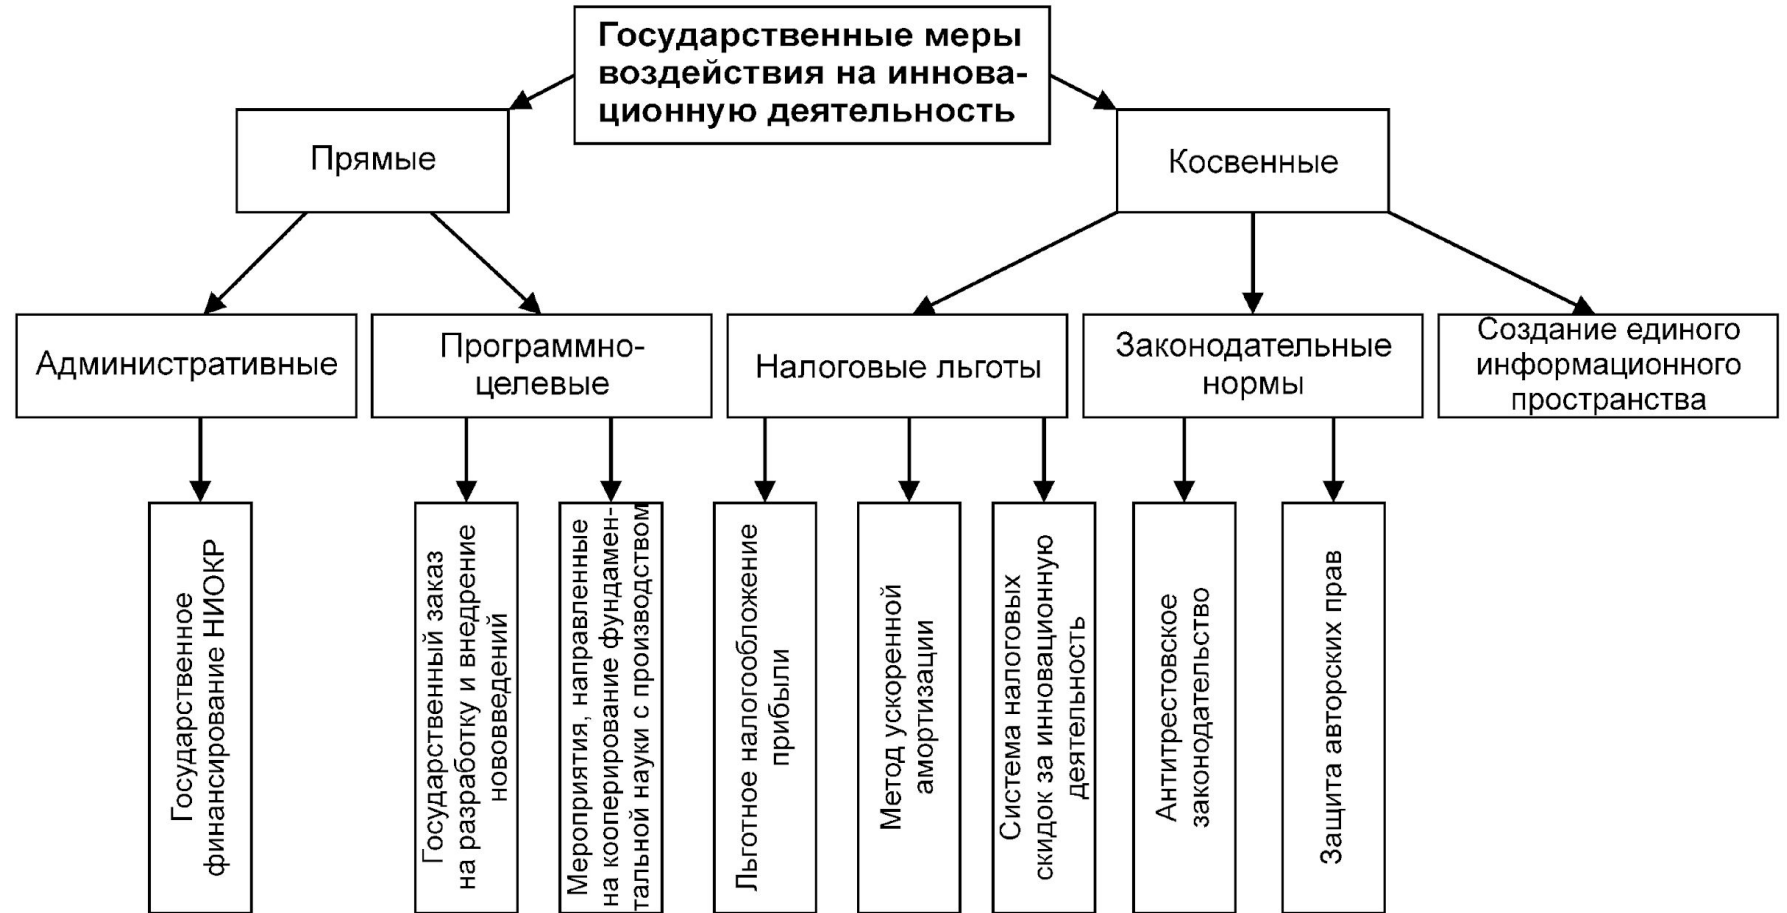 Государственные меры
воздействия на иннова-
ционную деятельность
Прямые
Косвенные
Административные
Программно-
целевые
Налоговые льготы
Законодательные
нормы
Создание единого
информационного
пространства
Государственное
финансирование НИОКР
Государственный заказ
на разработку и внедрение
нововедений
Мероприятия, направленные
на кооперирование фундамен-
тальной науки с производством
Льготное налогообложение
прибыли
Метод ускоренной
амортизации
Система налоговых
скидок за инновационную
деятельность
Антитрестовское
законодательство
Защита авторских прав